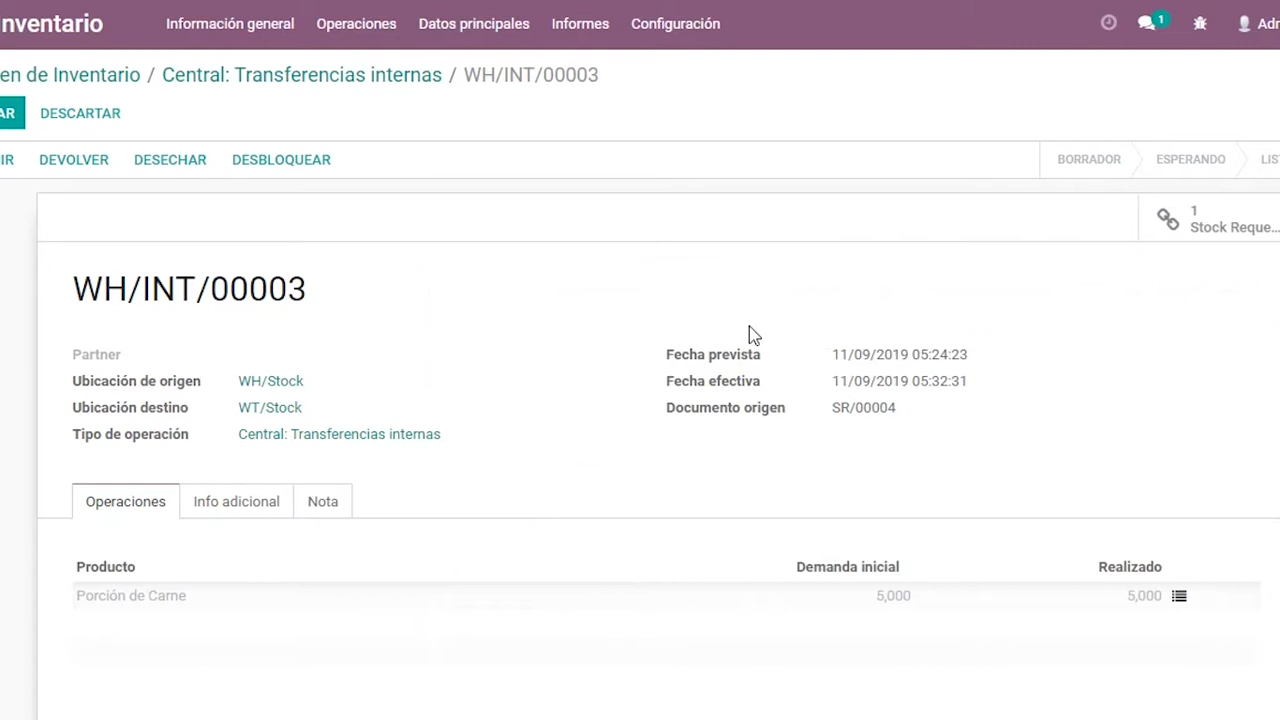 nventario Información general Operaciones Datos principales Informes Configuración 1 Adr
en de Inventario / Central: Transferencias internas / WH/INT/00003
AR DESCARTAR
IR DEVOLVER DESECHAR DESBLOQUEAR BORRADOR ESPERANDO LIS
1
Stock Reque...
WH/INT/00003
Partner
Fecha prevista 11/09/2019 05:24:23
Ubicación de origen WH/Stock
Fecha efectiva 11/09/2019 05:32:31
Ubicación destino WT/Stock
Documento origen SR/00004
Tipo de operación Central: Transferencias internas
Operaciones Info adicional Nota
Producto Demanda inicial Realizado
Porción de Carne 5,000 5,000